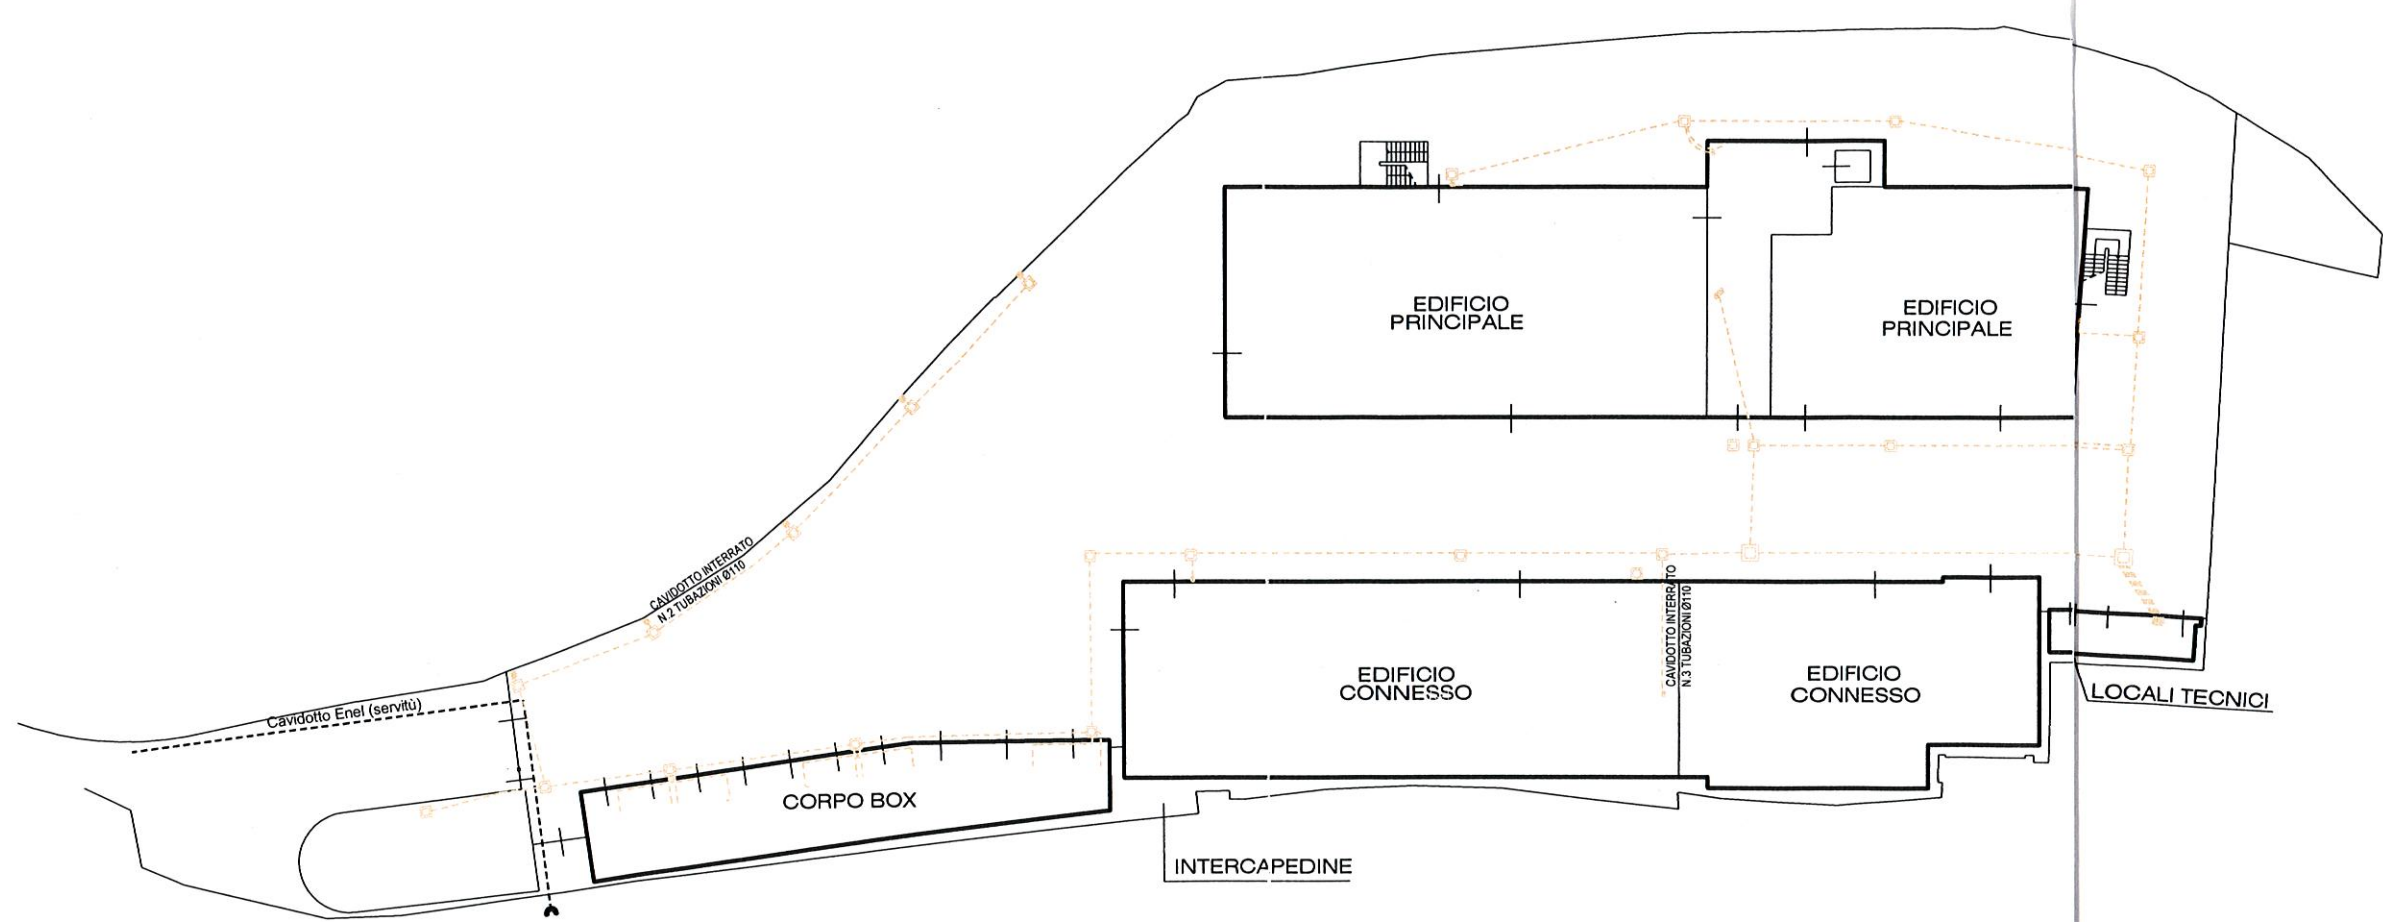 EDIFICIO
PRINCIPALE
EDIFICIO
PRINCIPALE
CAVIDOTTO INTERRATO
N.2 TUBAZIONI Ø110
CAVIDOTTO INTERRATO
N.3 TUBAZIONI Ø110
EDIFICIO
CONNESSO
EDIFICIO
CONNESSO
LOCALI TECNICI
Cavidotto Enel (servitù)
CORPO BOX
INTERCAPEDINE